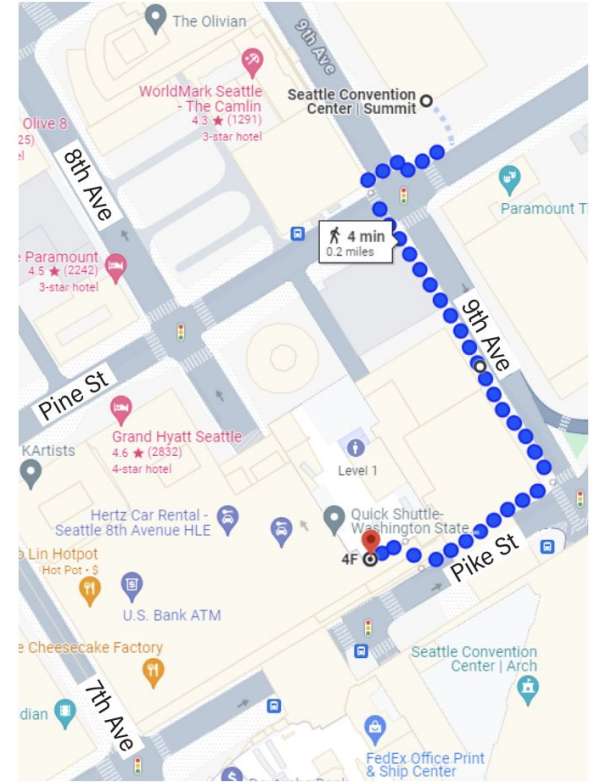 The Olivian
9th Ave
WorldMark Seattle
- The Camlin
4.3 ★ (1291)
3-star hotel
Seattle Convention
Center | Summit
Olive 8
25)
el
8th Ave
Paramount T
4 min
0.2 miles
e Paramount
4.5 ★ (2242)
3-star hotel
9th Ave
Pine St
Grand Hyatt Seattle
4.6 ★ (2832)
4-star hotel
KArtists
Level 1
Hertz Car Rental -
Seattle 8th Avenue HLE
Quick Shuttle-
Washington State
4F
Pike St
o Lin Hotpot
Hot Pot • $
U.S. Bank ATM
e Cheesecake Factory
Seattle Convention
Center | Arch
7th Ave
dian
FedEx Office Print
& Ship Center